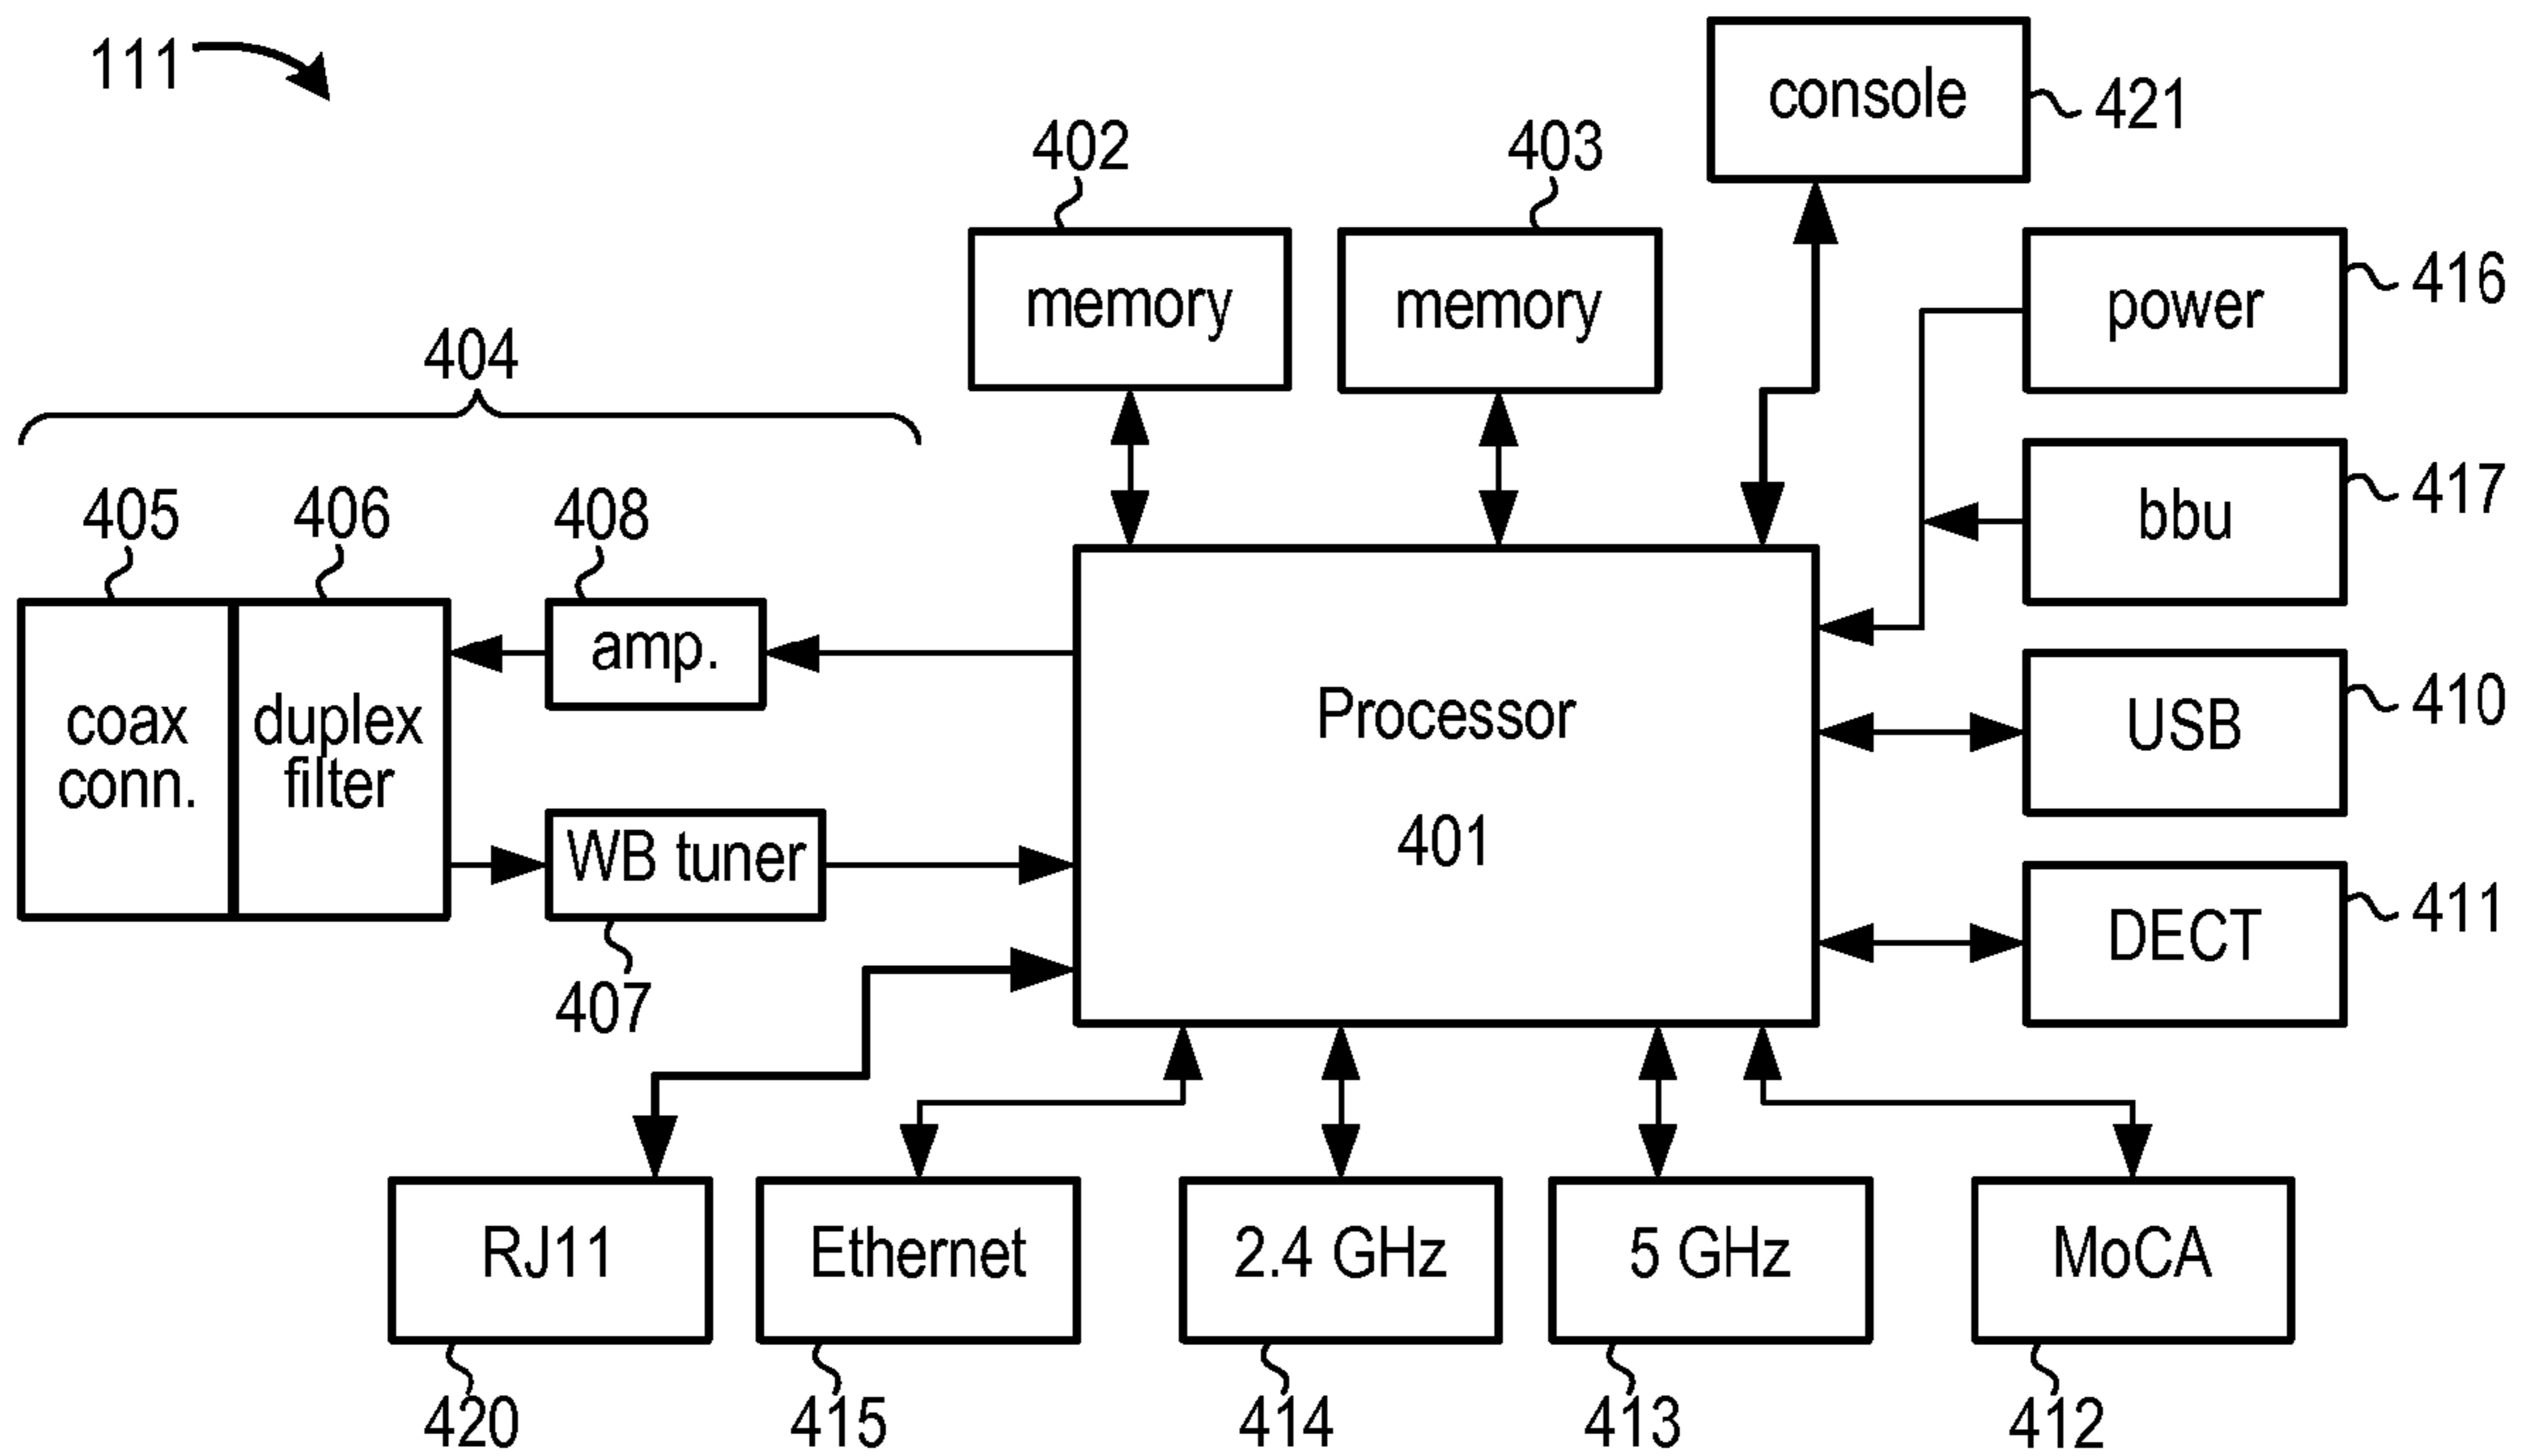 111
console
421
402
403
memory
memory
power
416
404
bbu
417
405
406
408
coax
conn.
duplex
filter
amp.
Processor
401
USB
410
WB tuner
407
DECT
411
RJ11
Ethernet
2.4 GHz
5 GHz
MoCA
420
415
414
413
412